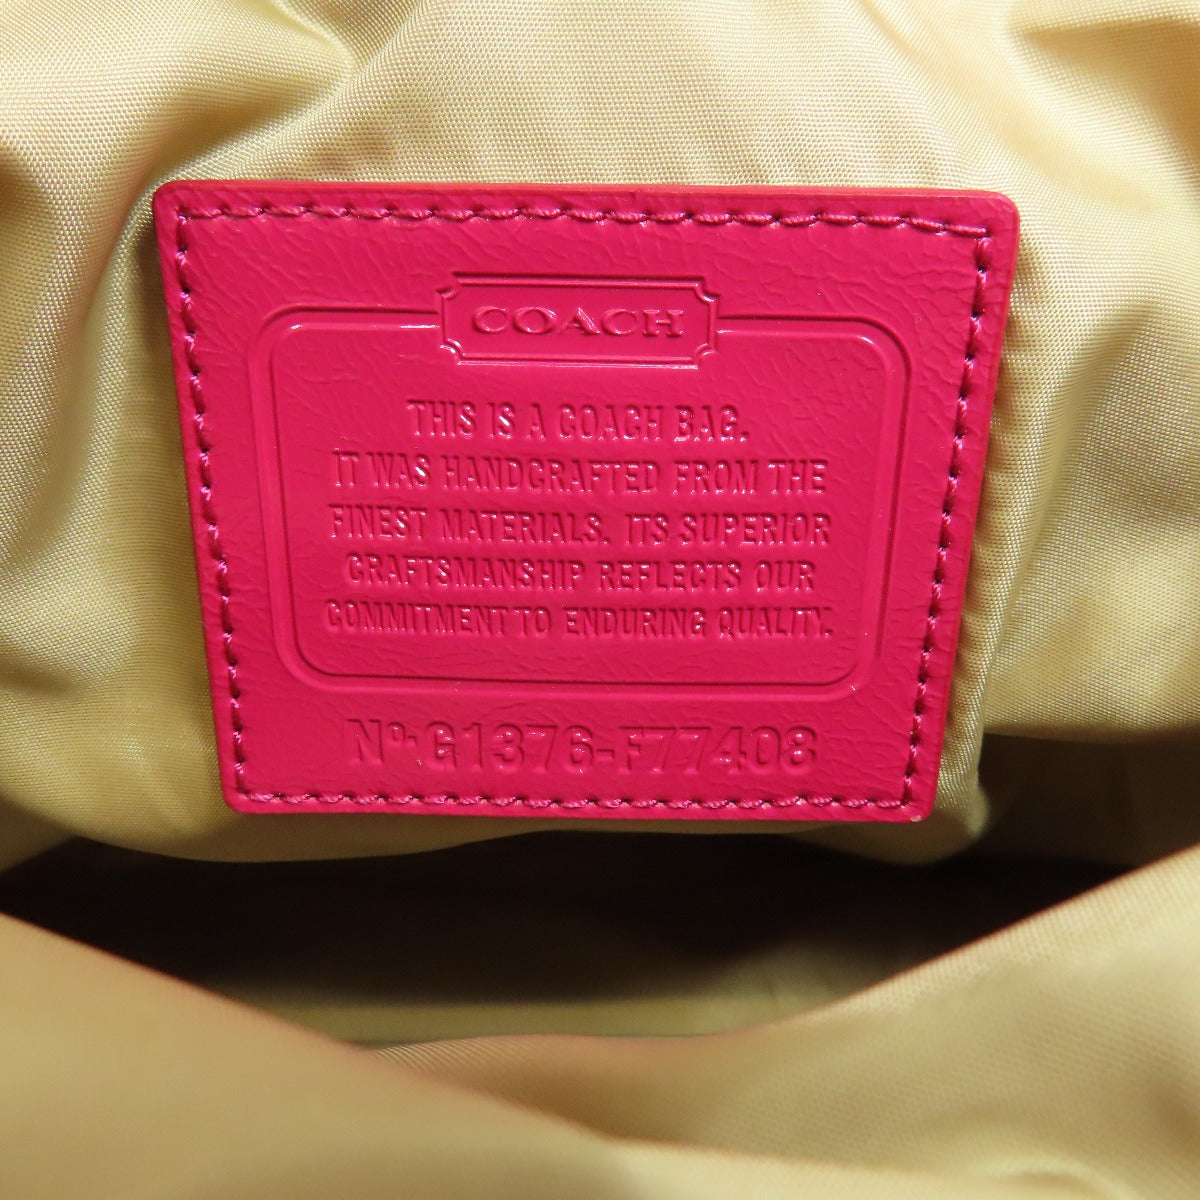 COACH
THIS IS A COACH BAG.
IT WAS HANDCRAFTED FROM THE
FINEST MATERIALS. ITS SUPERIOR
CRAFTSMANSHIP REFLECTS OUR
COMMITMENT TO ENDURING QUALITY.
Nº G1376-F77408